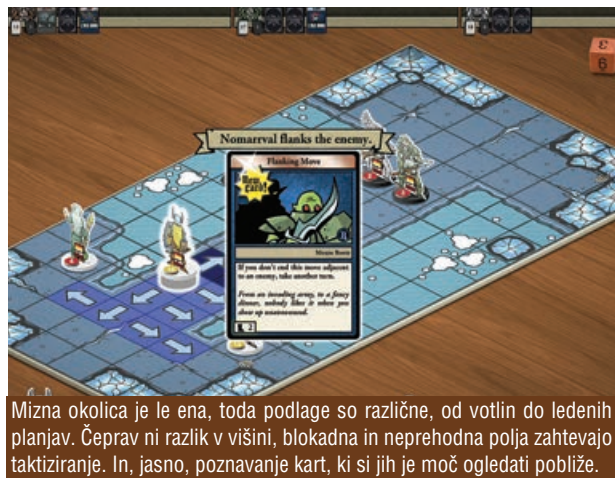 Nomarrval flanks the enemy.
Flanking Move
New
card!
If you don't end this move adjacent
to an enemy, take another turn.
From an invading army, to a fancy
dinner, nobody likes it when you
show up unannounced.
2
Mizna okolica je le ena, toda podlage so različne, od votlin do ledenih
planjav. Čeprav ni razlik v višini, blokadna in neprehodna polja zahtevajo
taktiziranje. In, jasno, poznavanje kart, ki si jih je moč ogledati pobliže.